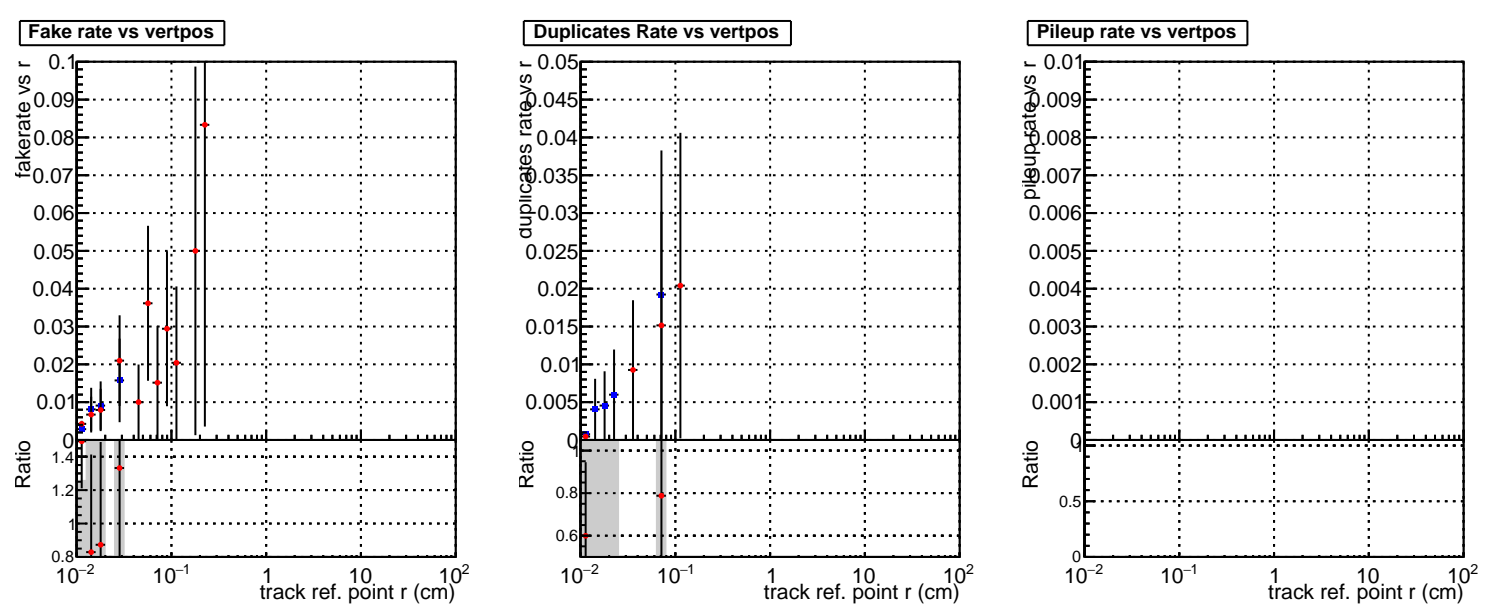 Fake rate vs vertpos
fakerate vs r
0.1
0.09
0.08
0.07
0.06
0.05
0.04
0.03
0.02
0.01
0
Ratio
1.4
1.2
1
0.8
10⁻² 10⁻¹ 1 10 10²
track ref. point r (cm)
Duplicates Rate vs vertpos
duplicates rate vs r
0.05
0.045
0.04
0.035
0.03
0.025
0.02
0.015
0.01
0.005
0
Ratio
1
0.8
0.6
10⁻² 10⁻¹ 1 10 10²
track ref. point r (cm)
Pileup rate vs vertpos
pileup rate vs r
0.01
0.009
0.008
0.007
0.006
0.005
0.004
0.003
0.002
0.001
0
Ratio
1
0.5
0
10⁻² 10⁻¹ 1 10 10²
track ref. point r (cm)